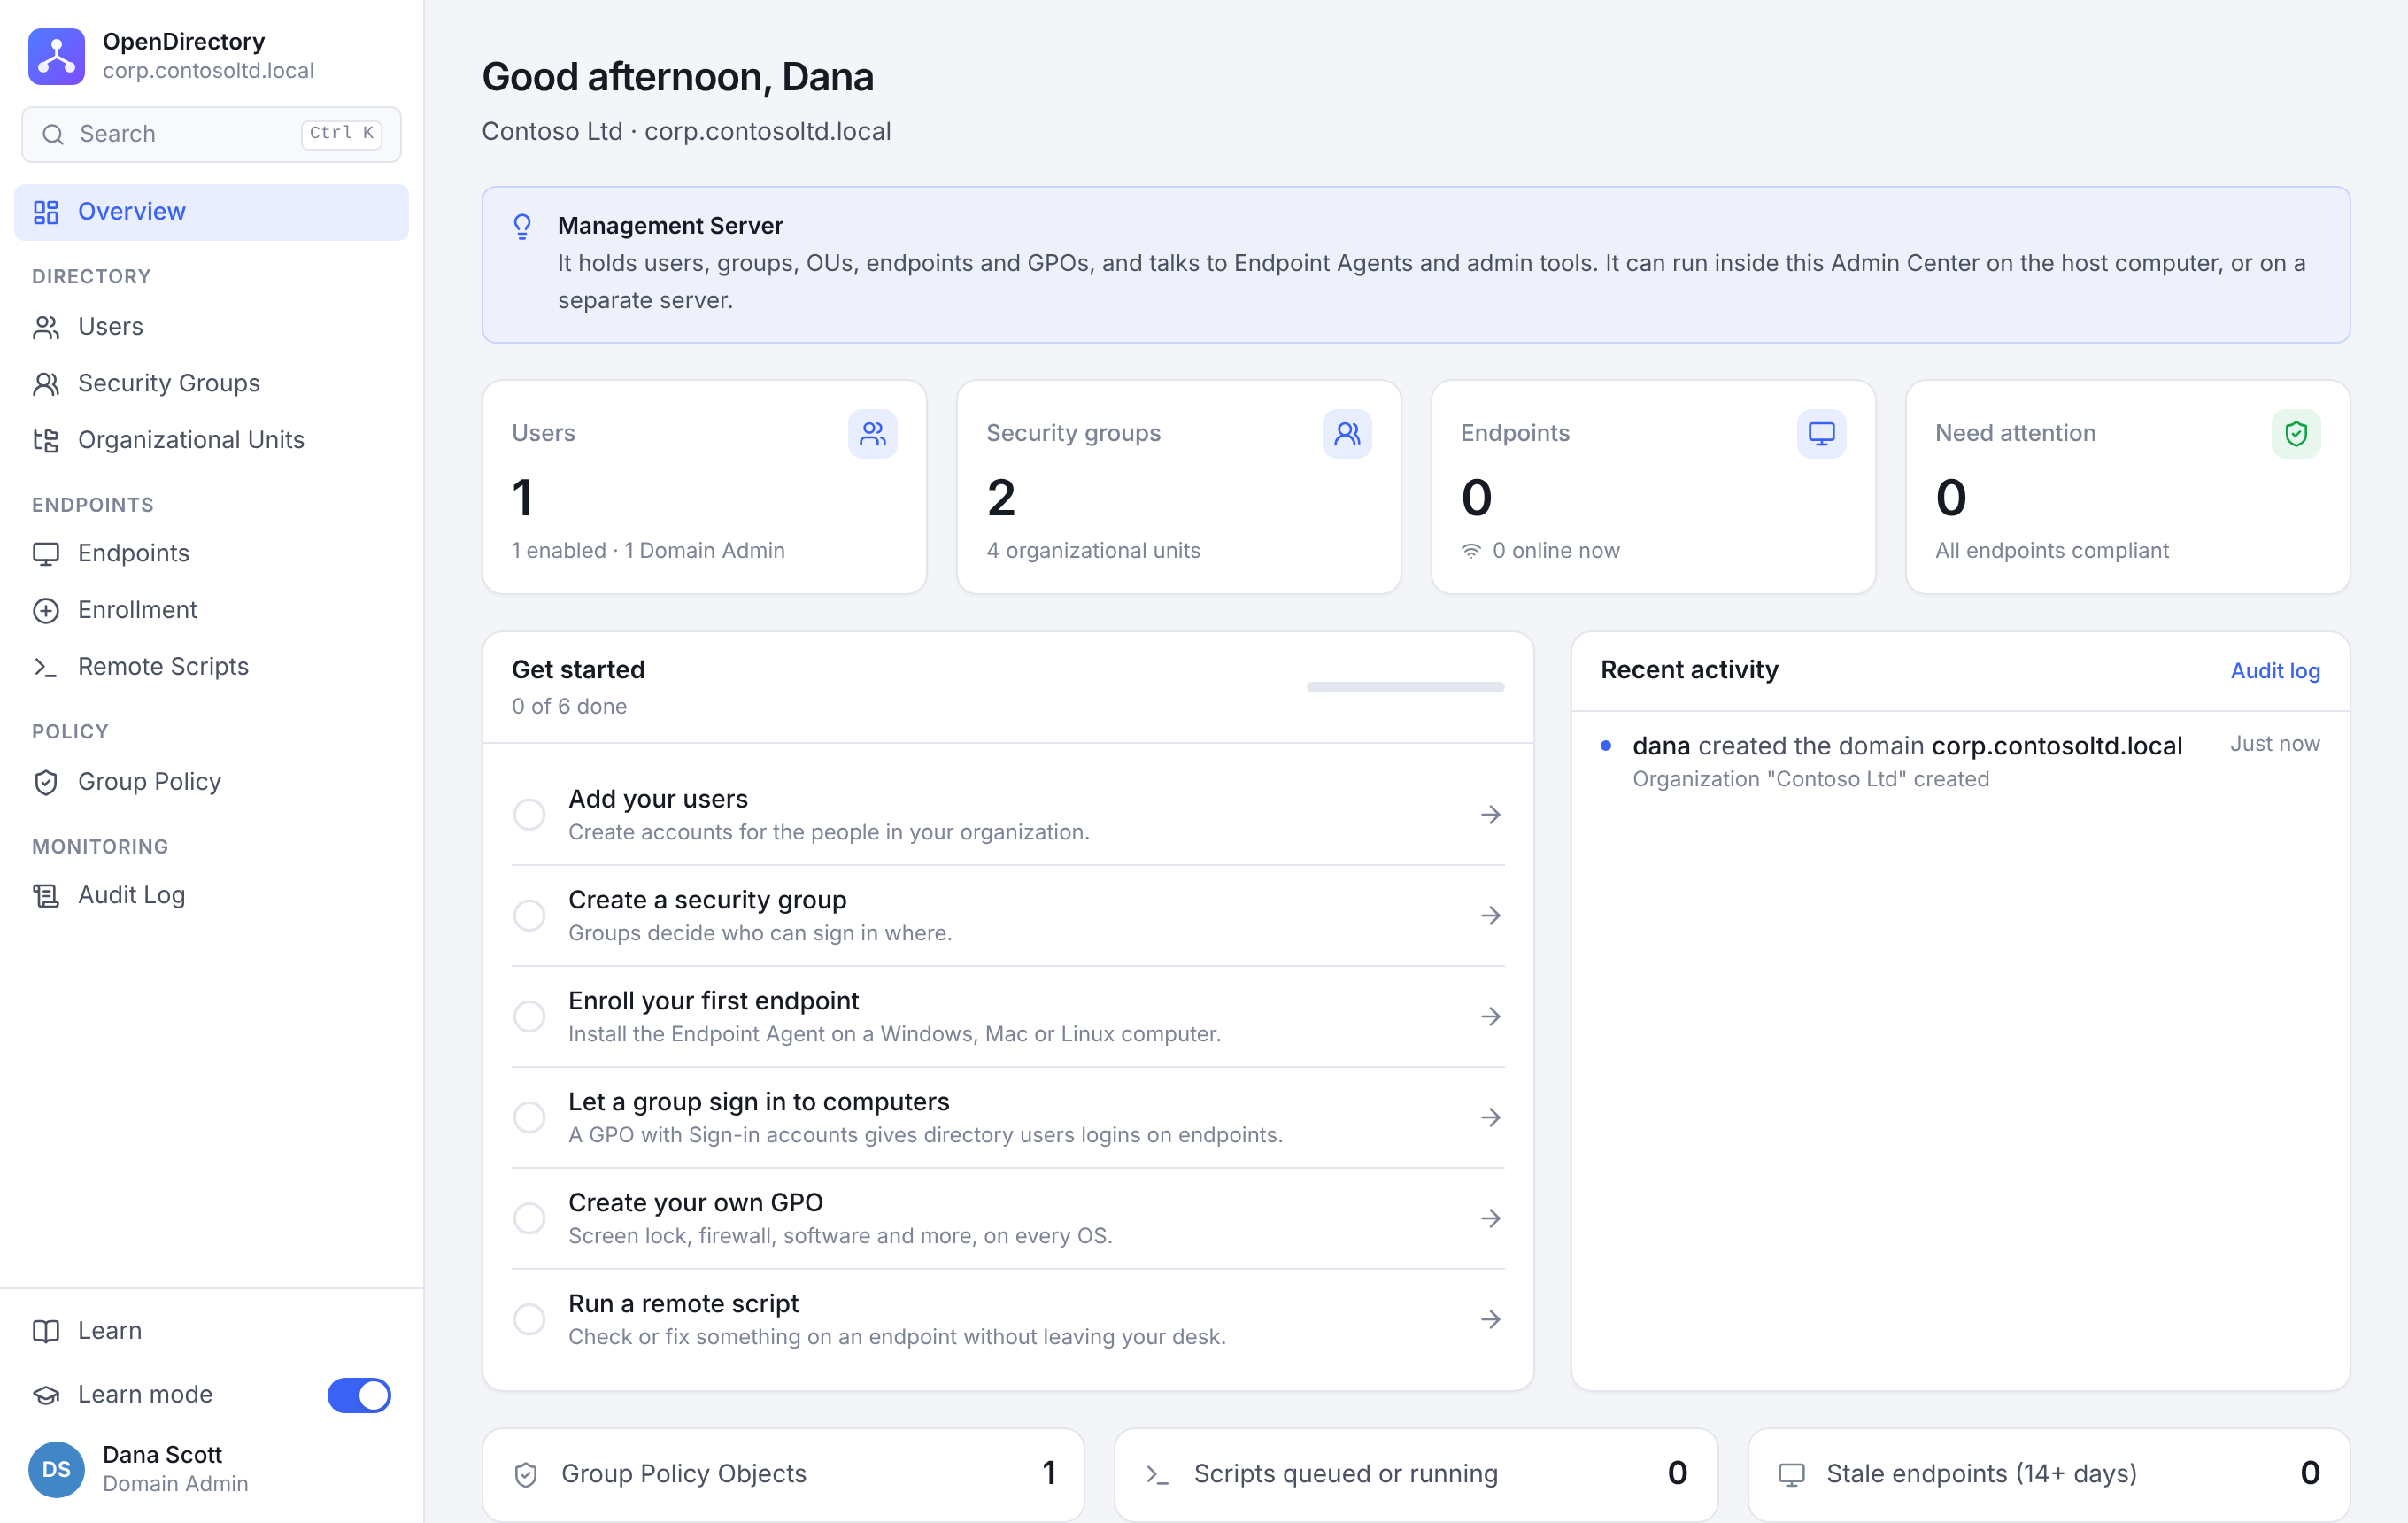 OpenDirectory
corp.contosoltd.local
Search
Ctrl K
Overview
DIRECTORY
Users
Security Groups
Organizational Units
ENDPOINTS
Endpoints
Enrollment
Remote Scripts
POLICY
Group Policy
MONITORING
Audit Log
Learn
Learn mode
DS
Dana Scott
Domain Admin
Good afternoon, Dana
Contoso Ltd · corp.contosoltd.local
Management Server
It holds users, groups, OUs, endpoints and GPOs, and talks to Endpoint Agents and admin tools. It can run inside this Admin Center on the host computer, or on a
separate server.
Users
1
1 enabled · 1 Domain Admin
Security groups
2
4 organizational units
Endpoints
0
0 online now
Need attention
0
All endpoints compliant
Get started
0 of 6 done
Add your users
Create accounts for the people in your organization.
Create a security group
Groups decide who can sign in where.
Enroll your first endpoint
Install the Endpoint Agent on a Windows, Mac or Linux computer.
Let a group sign in to computers
A GPO with Sign-in accounts gives directory users logins on endpoints.
Create your own GPO
Screen lock, firewall, software and more, on every OS.
Run a remote script
Check or fix something on an endpoint without leaving your desk.
Recent activity
Audit log
dana created the domain corp.contosoltd.local
Just now
Organization "Contoso Ltd" created
Group Policy Objects
1
Scripts queued or running
0
Stale endpoints (14+ days)
0